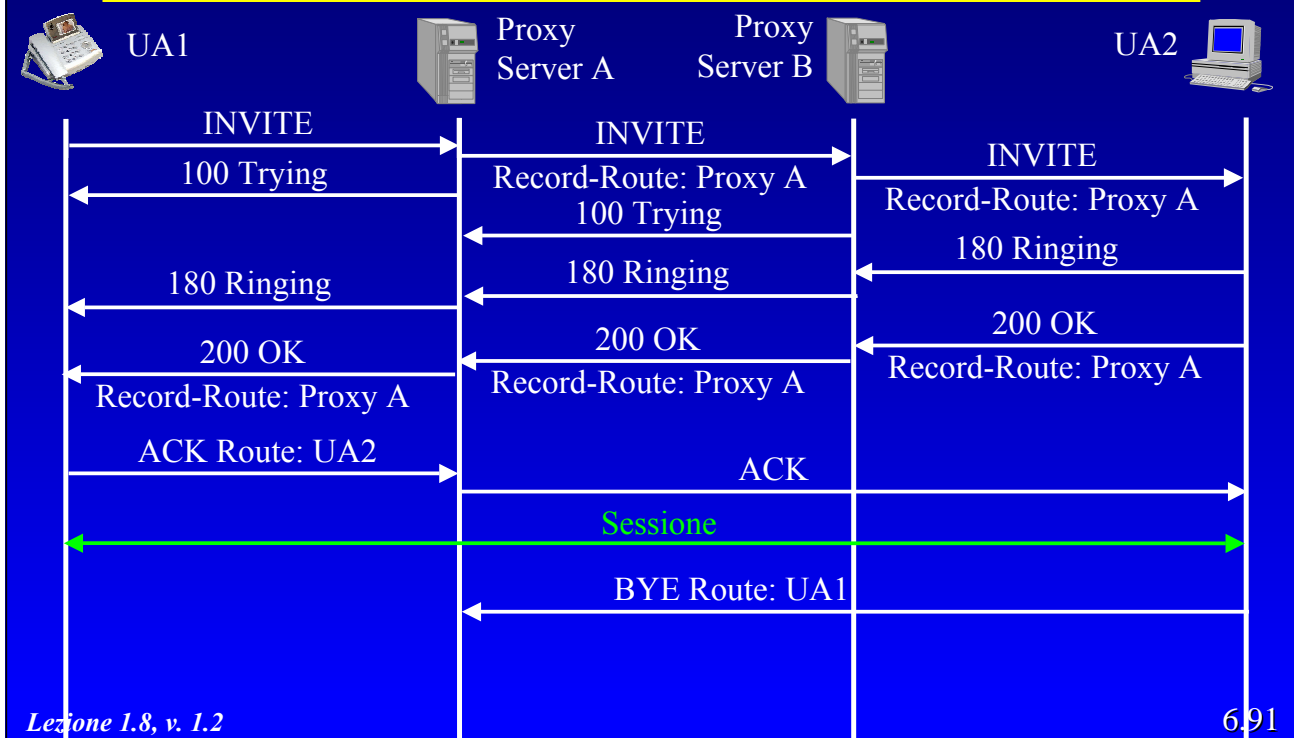 UA1
Proxy
Server A
Proxy
Server B
UA2
INVITE
INVITE
INVITE
100 Trying
Record-Route: Proxy A
Record-Route: Proxy A
100 Trying
180 Ringing
180 Ringing
180 Ringing
200 OK
200 OK
200 OK
Record-Route: Proxy A
Record-Route: Proxy A
Record-Route: Proxy A
ACK Route: UA2
ACK
Sessione
BYE Route: UA1
Lezione 1.8, v. 1.2
6.91